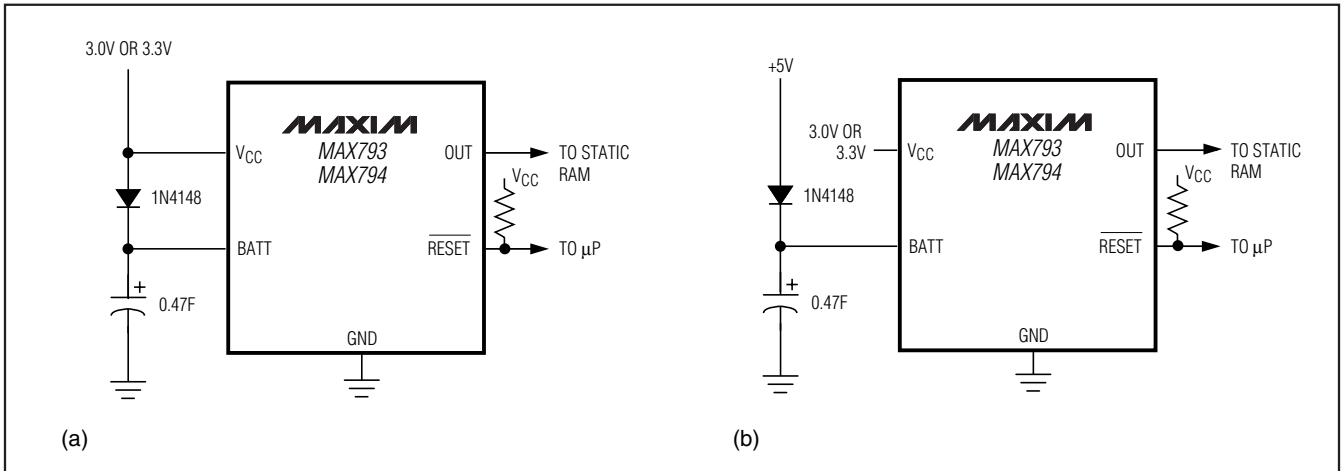 3.0V OR 3.3V
MAXIM
MAX793
MAX794
VCC
OUT
TO STATIC
RAM
VCC
1N4148
BATT
RESET
TO µP
+
0.47F
GND
(a)
+5V
3.0V OR
3.3V
MAXIM
MAX793
MAX794
VCC
OUT
TO STATIC
RAM
VCC
1N4148
BATT
RESET
TO µP
+
0.47F
GND
(b)